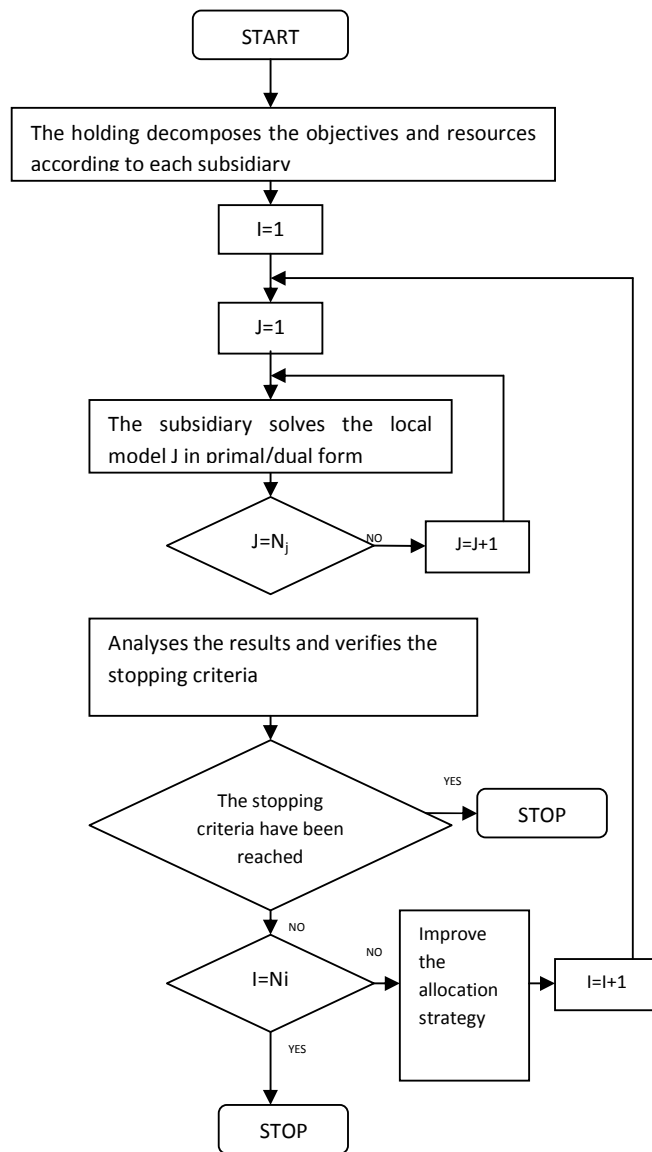 START
The holding decomposes the objectives and resources
according to each subsidiary
I=1
J=1
The subsidiary solves the local
model J in primal/dual form
J=Nj
NO
J=J+1
Analyses the results and verifies the
stopping criteria
The stopping
criteria have been
reached
YES
STOP
NO
I=Ni
NO
Improve
the
allocation
strategy
I=I+1
YES
STOP